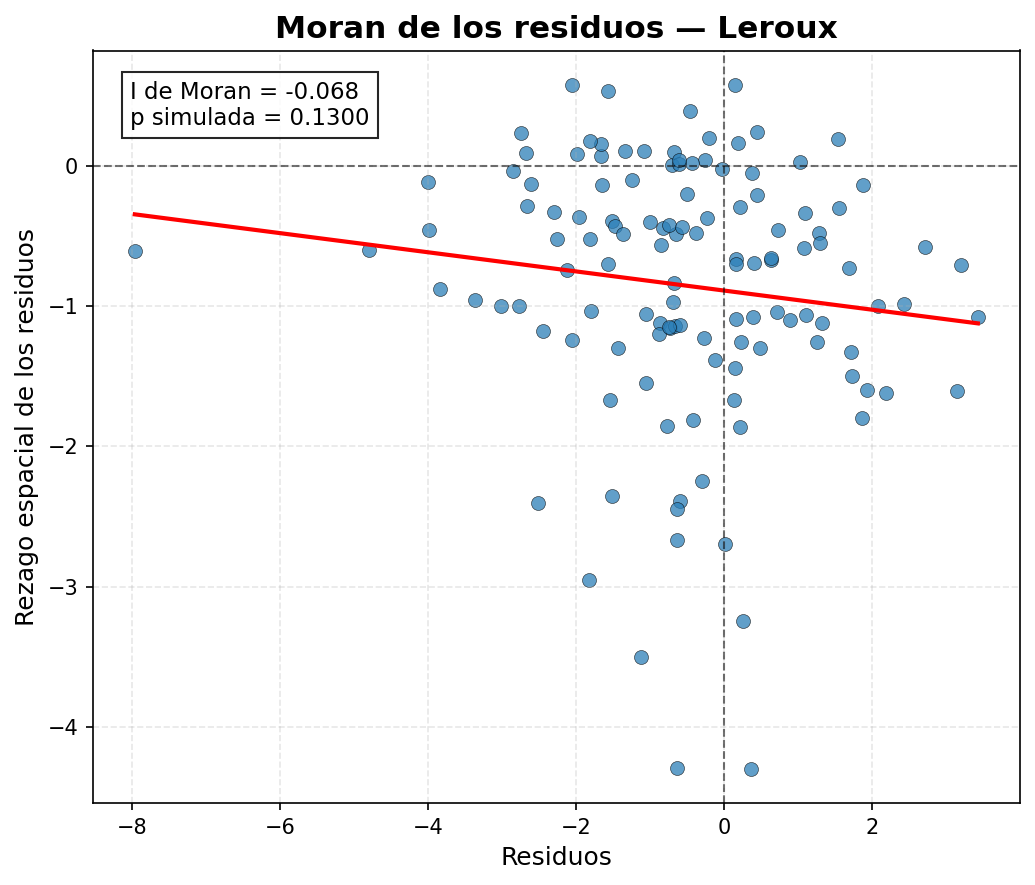 Moran de los residuos — Leroux
I de Moran = -0.068
p simulada = 0.1300
0
−1
−2
−3
−4
Rezago espacial de los residuos
−8
−6
−4
−2
0
2
Residuos